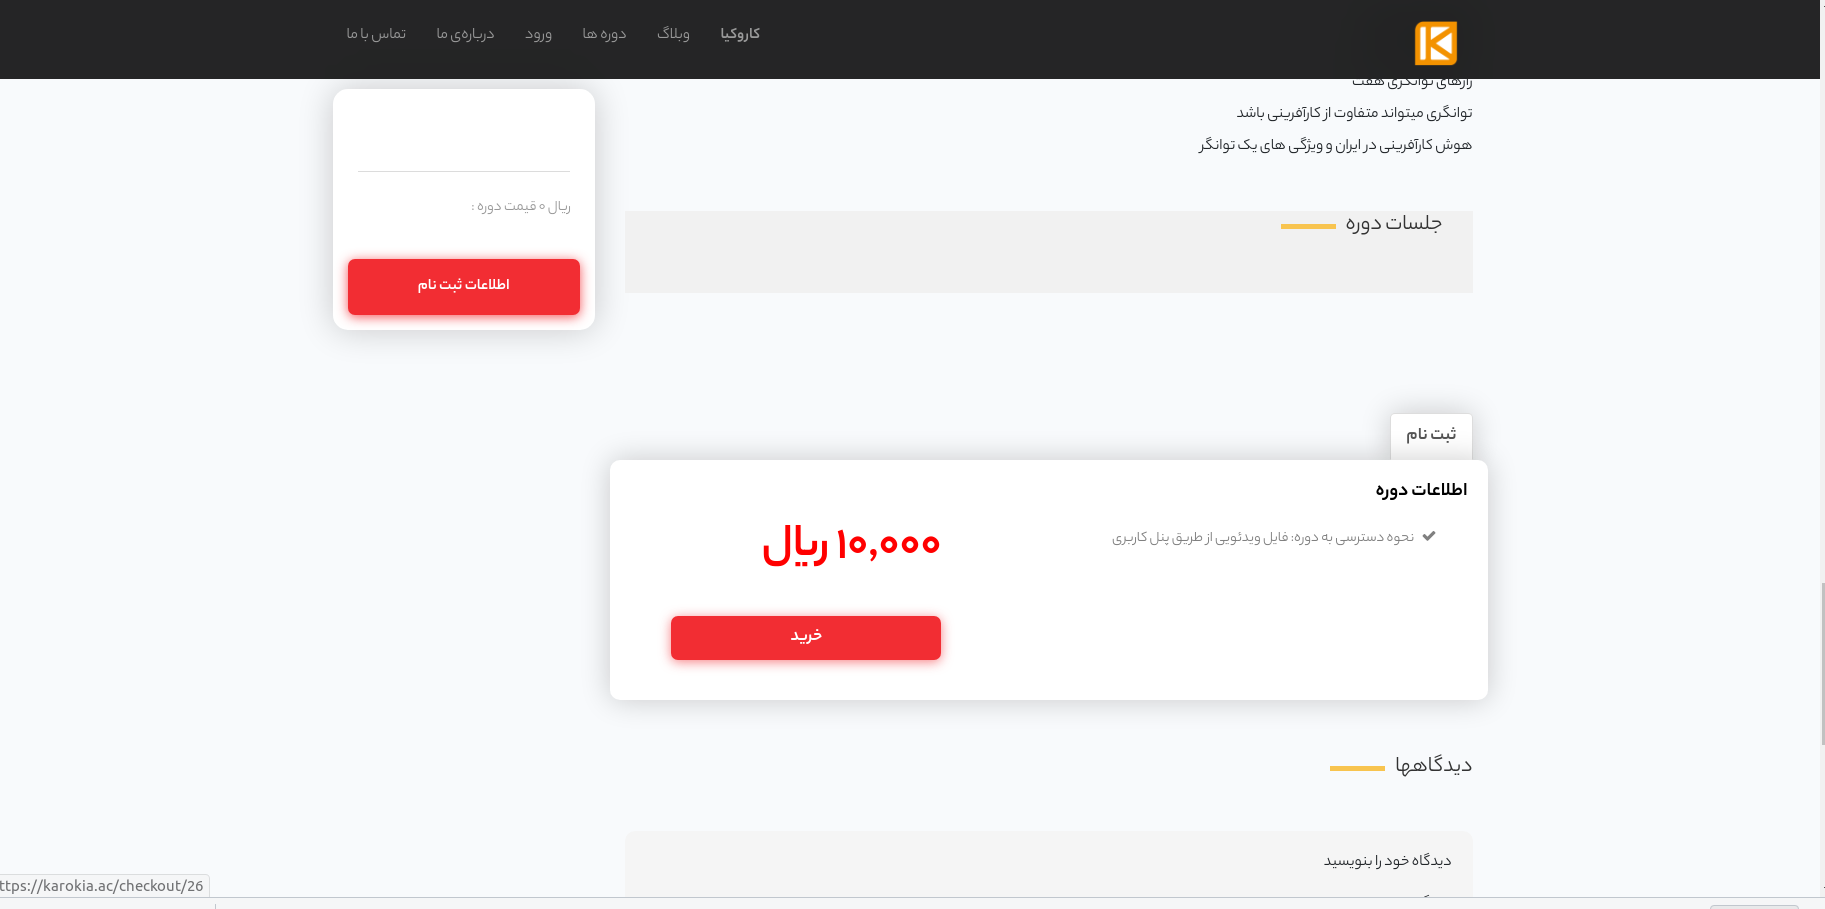 کاروکیا وبلاگ دوره ها ورود درباره‌ی ما تماس با ما
رازهای توانگری هفت
توانگری میتواند متفاوت از کارآفرینی باشد
هوش کارآفرینی در ایران و ویژگی های یک توانگر
ریال ۰ قیمت دوره :
اطلاعات ثبت نام
جلسات دوره
ثبت نام
اطلاعات دوره
نحوه دسترسی به دوره: فایل ویدئویی از طریق پنل کاربری
۱۰,۰۰۰ ریال
خرید
دیدگاهها
دیدگاه خود را بنویسید
ttps://karokia.ac/checkout/26